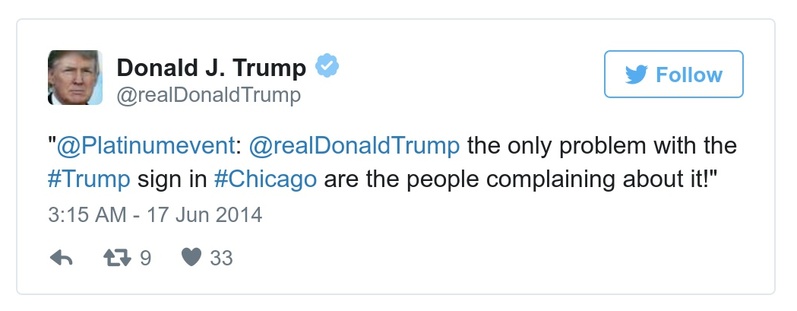 Donald J. Trump
@realDonaldTrump
Follow
"@Platinumevent: @realDonaldTrump the only problem with the
#Trump sign in #Chicago are the people complaining about it!"
3:15 AM - 17 Jun 2014
9 33